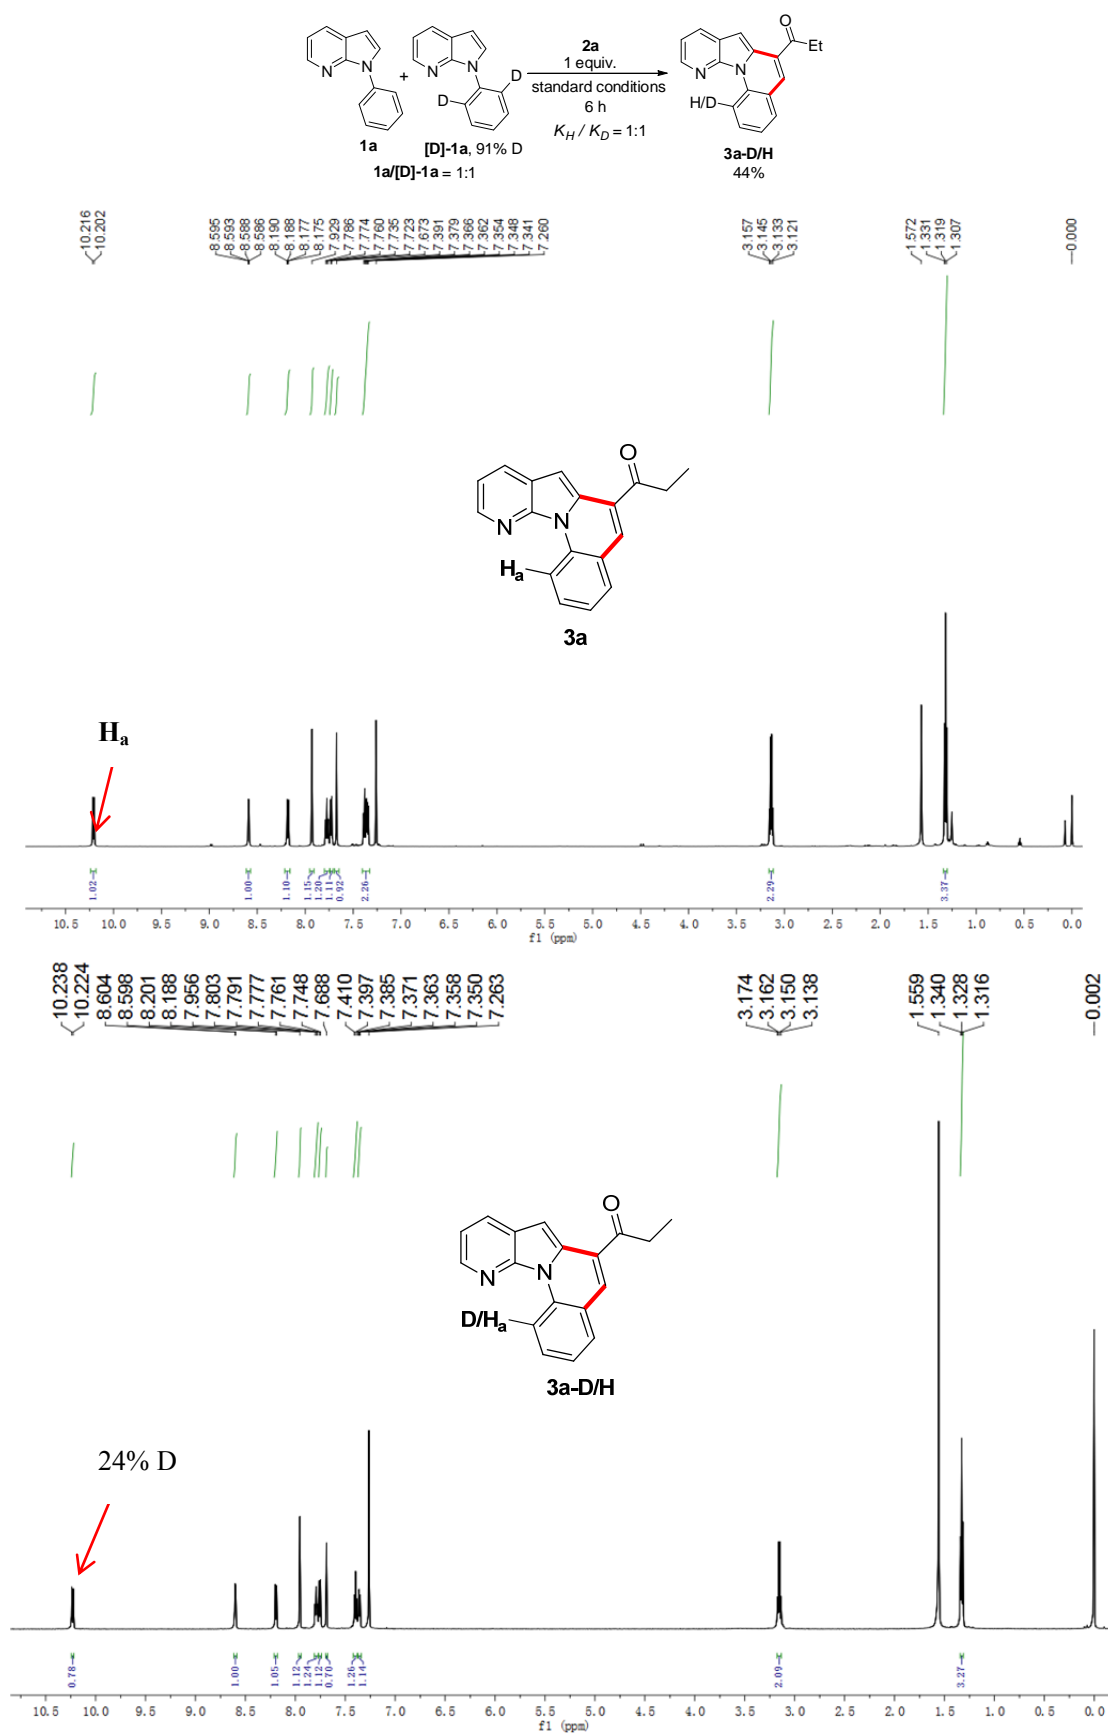 O
Et
N
N
+
N
N
D
D
2a
1 equiv.
standard conditions
6 h
K_H / K_D = 1:1
N
N
H/D
1a
[D]-1a, 91% D
1a/[D]-1a = 1:1
3a-D/H
44%
10.216
10.202
8.595
8.593
8.588
8.586
8.190
8.188
8.177
8.175
7.929
7.786
7.774
7.760
7.735
7.723
7.673
7.391
7.379
7.366
7.362
7.354
7.348
7.341
7.260
3.157
3.145
3.133
3.121
1.572
1.331
1.319
1.307
0.000
O
N
N
Ha
3a
Ha
1.02
1.00
1.10
1.15
1.20
1.11
0.92
2.26
2.29
3.37
10.5 10.0 9.5 9.0 8.5 8.0 7.5 7.0 6.5 6.0 5.5 5.0 4.5 4.0 3.5 3.0 2.5 2.0 1.5 1.0 0.5 0.0
f1 (ppm)
10.238
10.224
8.604
8.598
8.201
8.188
7.956
7.803
7.791
7.777
7.761
7.748
7.688
7.410
7.397
7.385
7.371
7.363
7.358
7.350
7.263
3.174
3.162
3.150
3.138
1.559
1.340
1.328
1.316
0.002
O
N
N
D/Ha
3a-D/H
24% D
0.78
1.00
1.05
1.12
1.24
1.12
0.70
1.26
1.14
2.09
3.27
10.5 10.0 9.5 9.0 8.5 8.0 7.5 7.0 6.5 6.0 5.5 5.0 4.5 4.0 3.5 3.0 2.5 2.0 1.5 1.0 0.5 0.0
f1 (ppm)